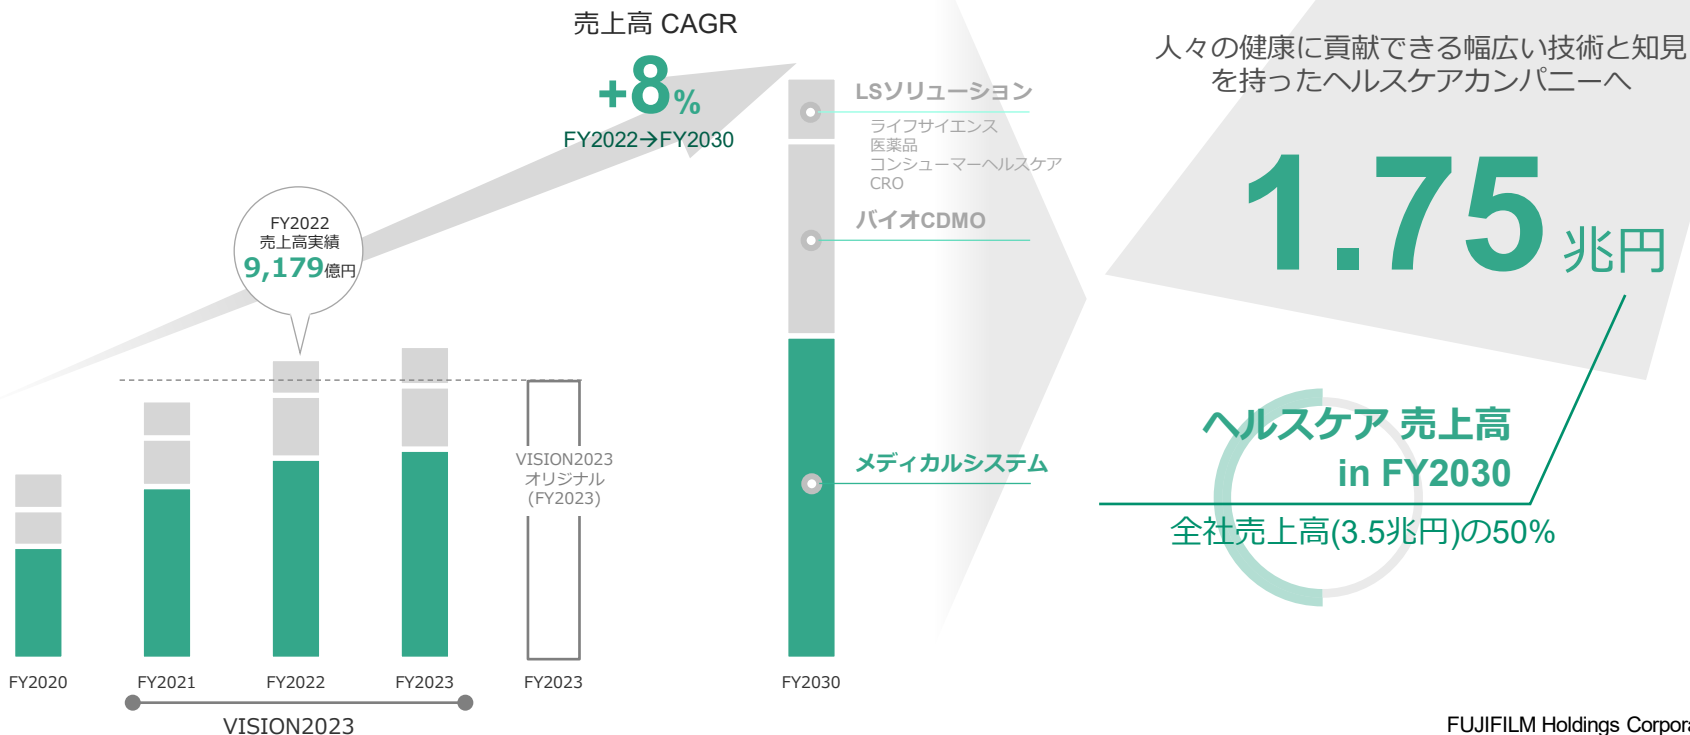 売上高 CAGR
+8%
FY2022→FY2030
FY2022
売上高実績
9,179億円
VISION2023
オリジナル
(FY2023)
FY2020
FY2021
FY2022
FY2023
FY2023
FY2030
VISION2023
LSソリューション
ライフサイエンス
医薬品
コンシューマーヘルスケア
CRO
バイオCDMO
メディカルシステム
人々の健康に貢献できる幅広い技術と知見
を持ったヘルスケアカンパニーへ
1.75 兆円
ヘルスケア 売上高
in FY2030
全社売上高(3.5兆円)の50%
FUJIFILM Holdings Corpora